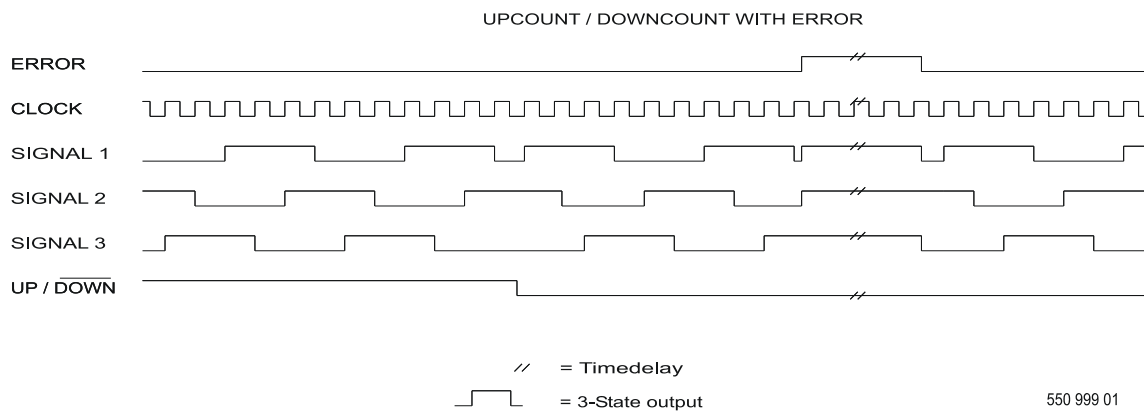 UPCOUNT / DOWNCOUNT WITH ERROR
ERROR
CLOCK
SIGNAL 1
SIGNAL 2
SIGNAL 3
UP / DOWN
// = Timedelay
= 3-State output
550 999 01